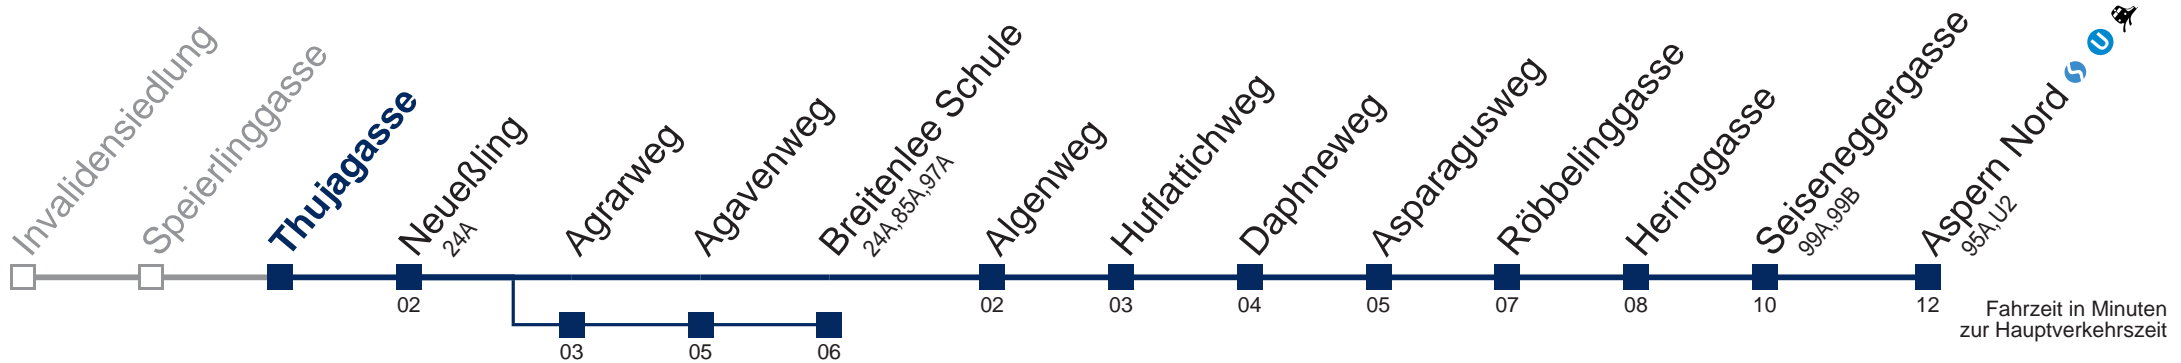 Invalidensiedlung
Speierlinggasse
Thujagasse
Neueßling
24A
Agrarweg
Agavenweg
Breitenlee Schule
24A,85A,97A
Algenweg
Huflattichweg
Daphneweg
Asparagusweg
Röbbelinggasse
Heringgasse
Seiseneggergasse
99A,99B
Aspern Nord
95A,U2
U
02
02
03
04
05
07
08
10
12
03
05
06
Fahrzeit in Minuten
zur Hauptverkehrszeit